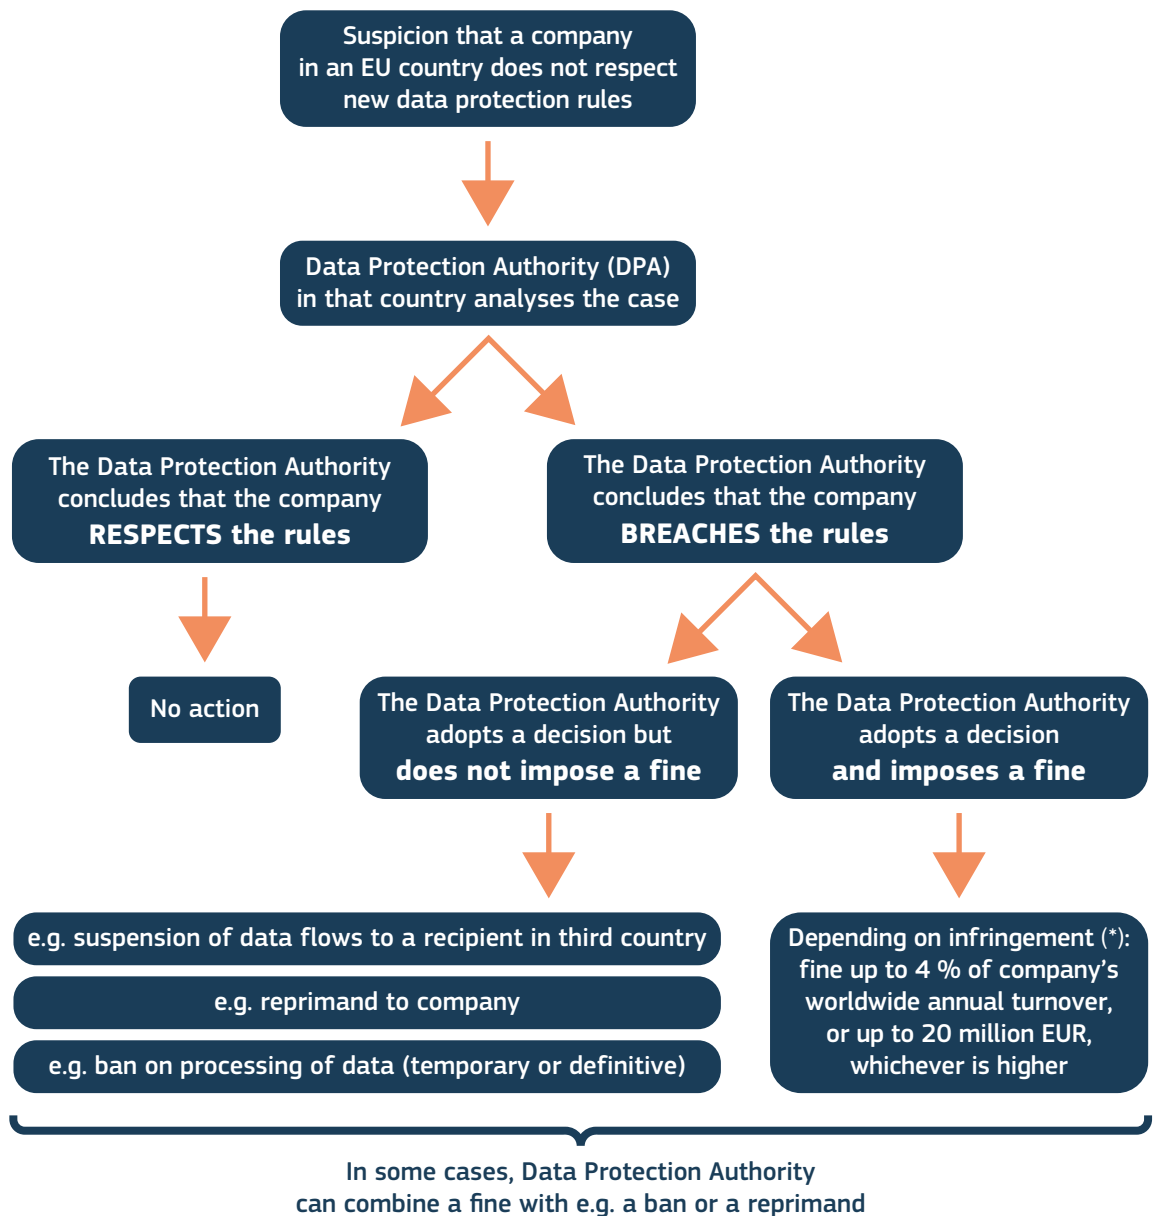 Suspicion that a company
in an EU country does not respect
new data protection rules
Data Protection Authority (DPA)
in that country analyses the case
The Data Protection Authority
concludes that the company
RESPECTS the rules
The Data Protection Authority
concludes that the company
BREACHES the rules
No action
The Data Protection Authority
adopts a decision but
does not impose a fine
The Data Protection Authority
adopts a decision
and imposes a fine
e.g. suspension of data flows to a recipient in third country
e.g. reprimand to company
e.g. ban on processing of data (temporary or definitive)
Depending on infringement (*):
fine up to 4 % of company’s
worldwide annual turnover,
or up to 20 million EUR,
whichever is higher
In some cases, Data Protection Authority
can combine a fine with e.g. a ban or a reprimand